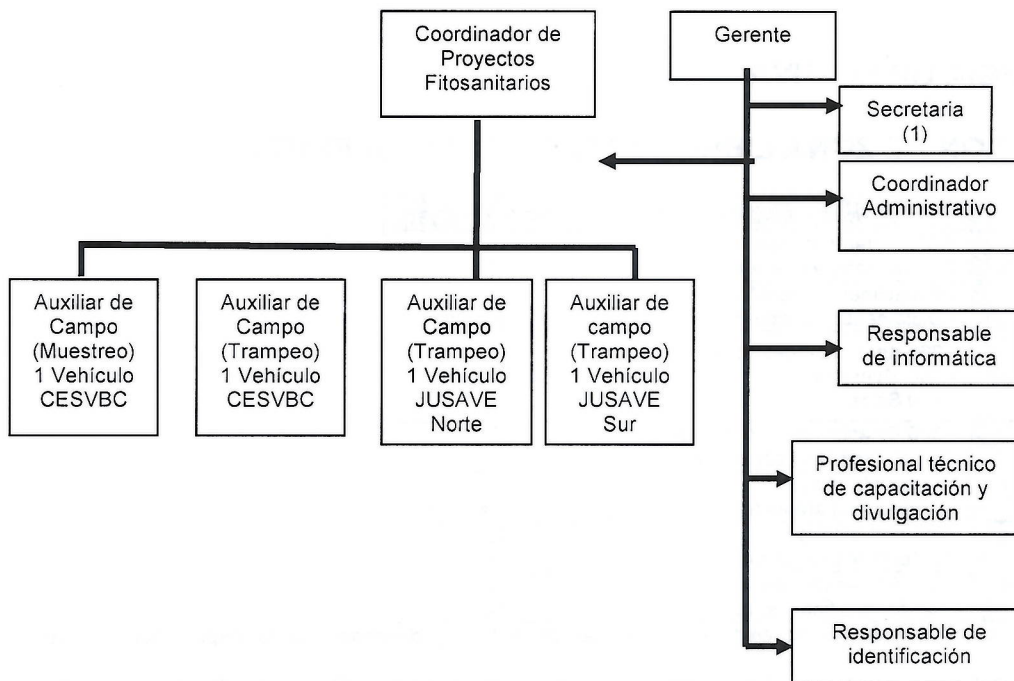 Coordinador de
Proyectos
Fitosanitarios
Gerente
Secretaria
(1)
Coordinador
Administrativo
Auxiliar de
Campo
(Muestreo)
1 Vehículo
CESVBC
Auxiliar de
Campo
(Trampeo)
1 Vehículo
CESVBC
Auxiliar de
Campo
(Trampeo)
1 Vehículo
JUSAVE
Norte
Auxiliar de
campo
(Trampeo)
1 Vehículo
JUSAVE
Sur
Responsable
de informática
Profesional técnico
de capacitación y
divulgación
Responsable de
identificación